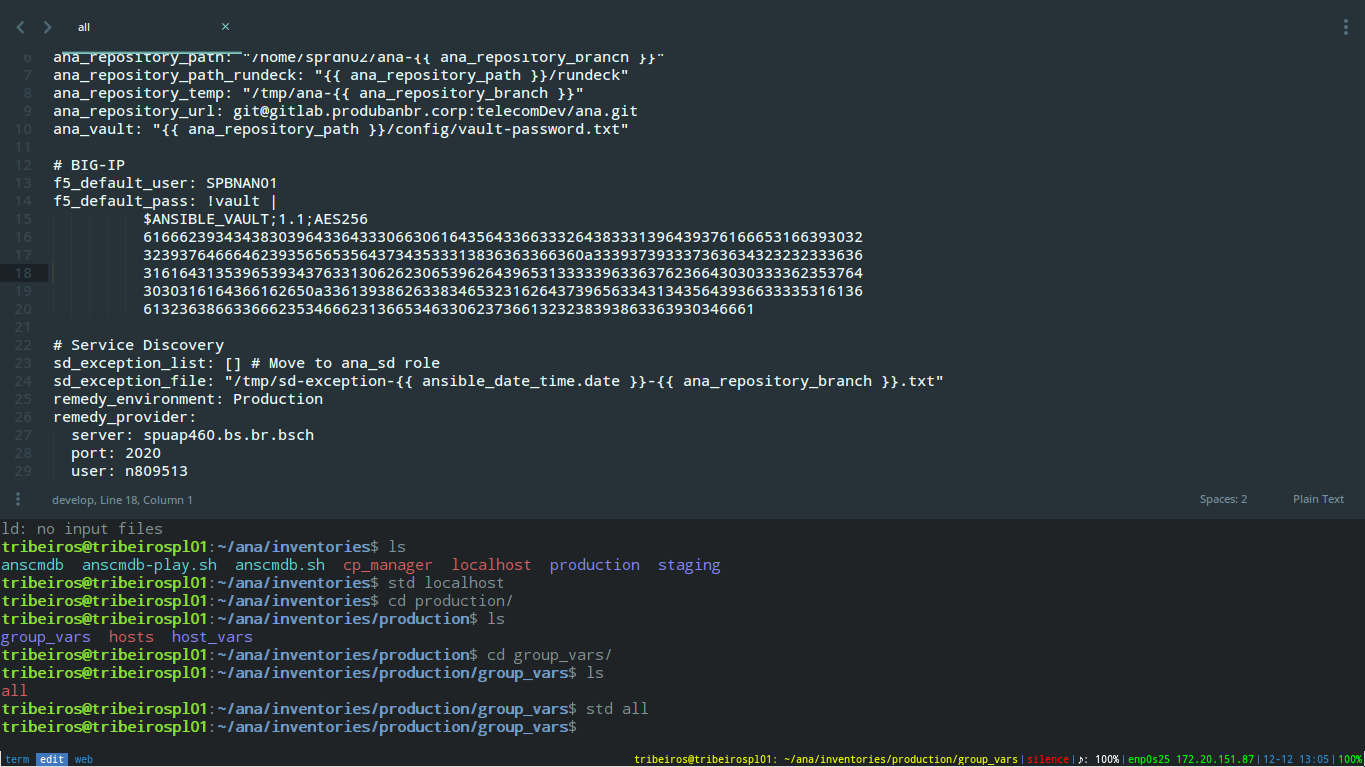 all ×
6 ana_repository_path: "/home/sprdn02/ana-{{ ana_repository_branch }}"
7 ana_repository_path_rundeck: "{{ ana_repository_path }}/rundeck"
8 ana_repository_temp: "/tmp/ana-{{ ana_repository_branch }}"
9 ana_repository_url: git@gitlab.produbanbr.corp:telecomDev/ana.git
10 ana_vault: "{{ ana_repository_path }}/config/vault-password.txt"
11
12 # BIG-IP
13 f5_default_user: SPBNAN01
14 f5_default_pass: !vault |
15 $ANSIBLE_VAULT;1.1;AES256
16
17
18
19
20
21
22 # Service Discovery
23 sd_exception_list: [] # Move to ana_sd role
24 sd_exception_file: "/tmp/sd-exception-{{ ansible_date_time.date }}-{{ ana_repository_branch }}.txt"
25 remedy_environment: Production
26 remedy_provider:
27 server: spuap460.bs.br.bsch
28 port: 2020
29 user: n809513
develop, Line 18, Column 1 Spaces: 2 Plain Text
ld: no input files
tribeiros@tribeirospl01:~/ana/inventories$ ls
anscmdb anscmdb-play.sh anscmdb.sh cp_manager localhost production staging
tribeiros@tribeirospl01:~/ana/inventories$ std localhost
tribeiros@tribeirospl01:~/ana/inventories$ cd production/
tribeiros@tribeirospl01:~/ana/inventories/production$ ls
group_vars hosts host_vars
tribeiros@tribeirospl01:~/ana/inventories/production$ cd group_vars/
tribeiros@tribeirospl01:~/ana/inventories/production/group_vars$ ls
all
tribeiros@tribeirospl01:~/ana/inventories/production/group_vars$ std all
tribeiros@tribeirospl01:~/ana/inventories/production/group_vars$
term edit web tribeiros@tribeirospl01: ~/ana/inventories/production/group_vars|silence|♪: 100%|enp0s25 172.20.151.87|12-12 13:05|100%